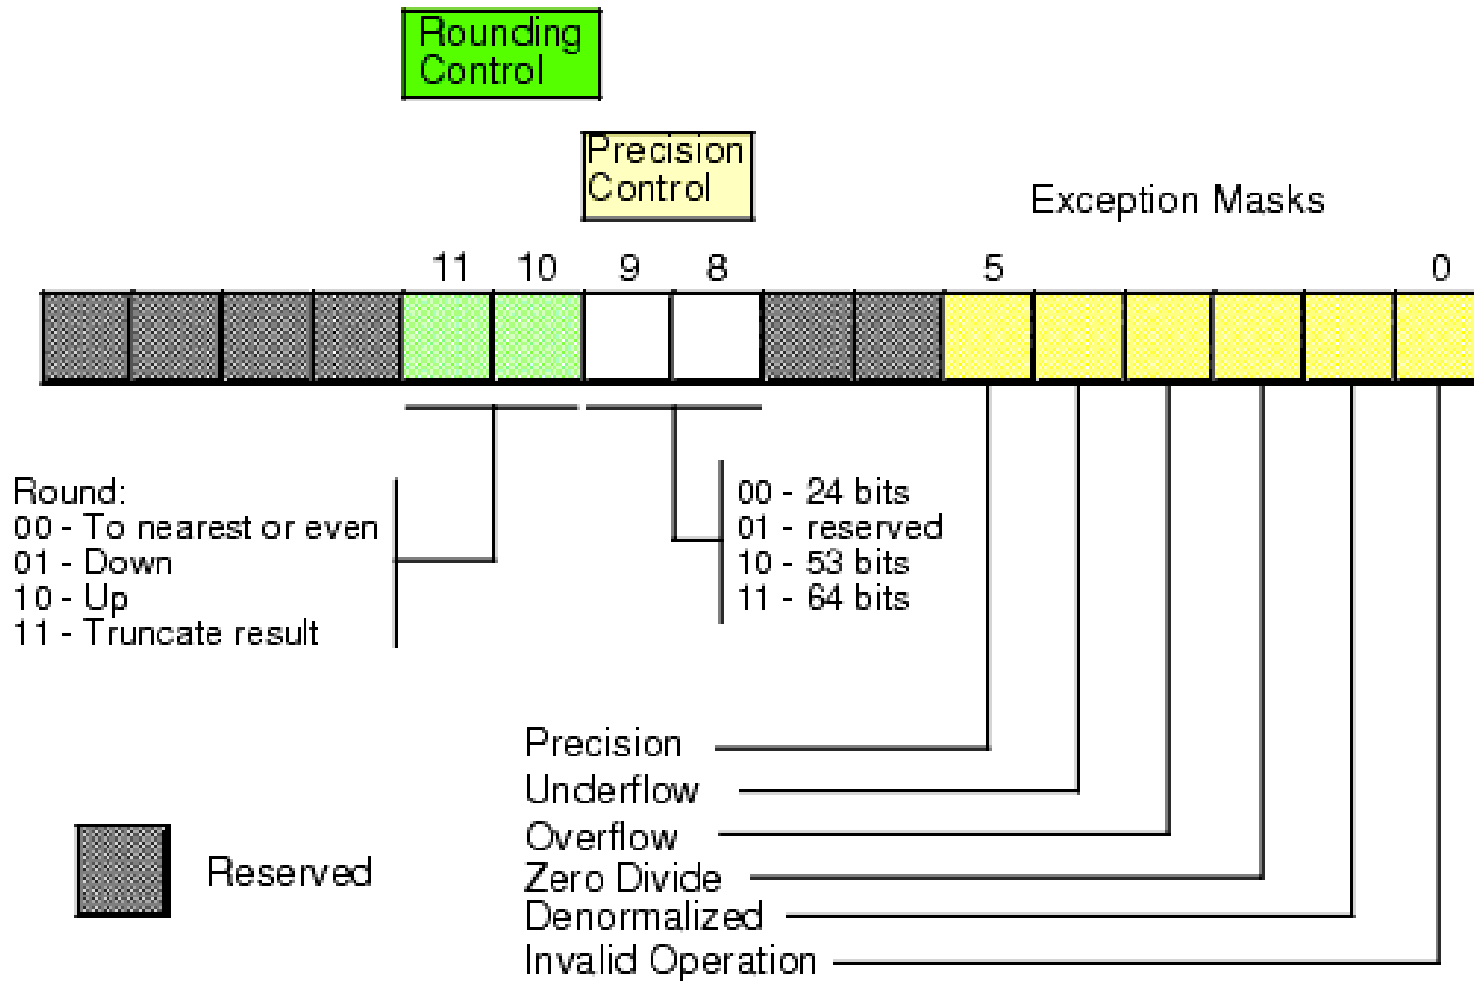 Rounding
Control
Precision
Control
Exception Masks
11 10 9 8 5 0
Round:
00 - To nearest or even
01 - Down
10 - Up
11 - Truncate result
00 - 24 bits
01 - reserved
10 - 53 bits
11 - 64 bits
Precision
Underflow
Overflow
Zero Divide
Denormalized
Invalid Operation
Reserved